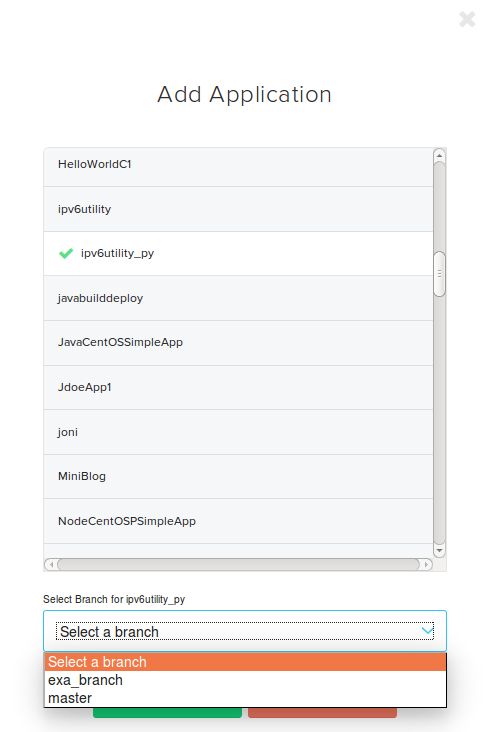 Add Application
HelloWorldC1
ipv6utility
ipv6utility_py
javabuilddeploy
JavaCentOSSimpleApp
JdoeApp1
joni
MiniBlog
NodeCentOSPSimpleApp
Select Branch for ipv6utility_py
Select a branch
Select a branch
exa_branch
master